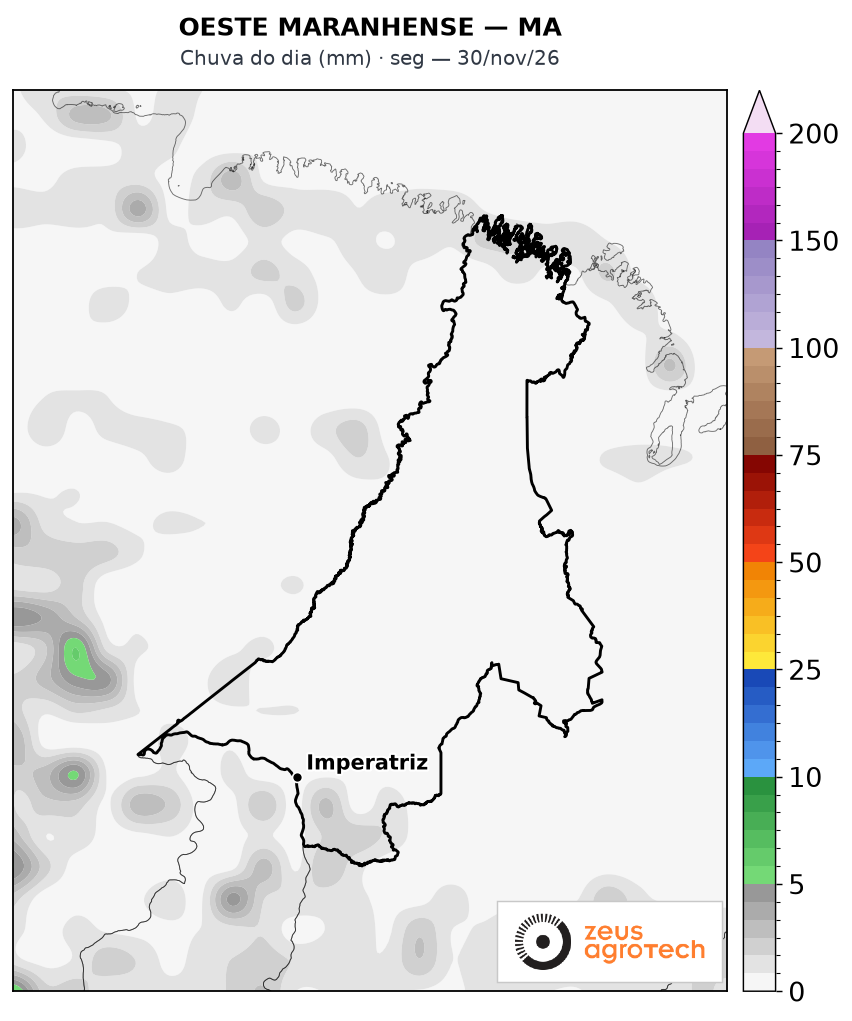 OESTE MARANHENSE — MA
Chuva do dia (mm) · seg — 30/nov/26
200
150
100
75
50
25
10
5
0
Imperatriz
zeus
agrotech